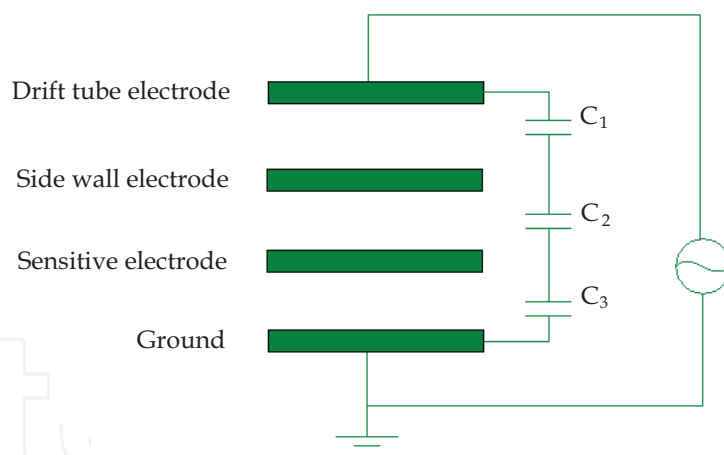 Drift tube electrode
C1
Side wall electrode
C2
Sensitive electrode
C3
Ground